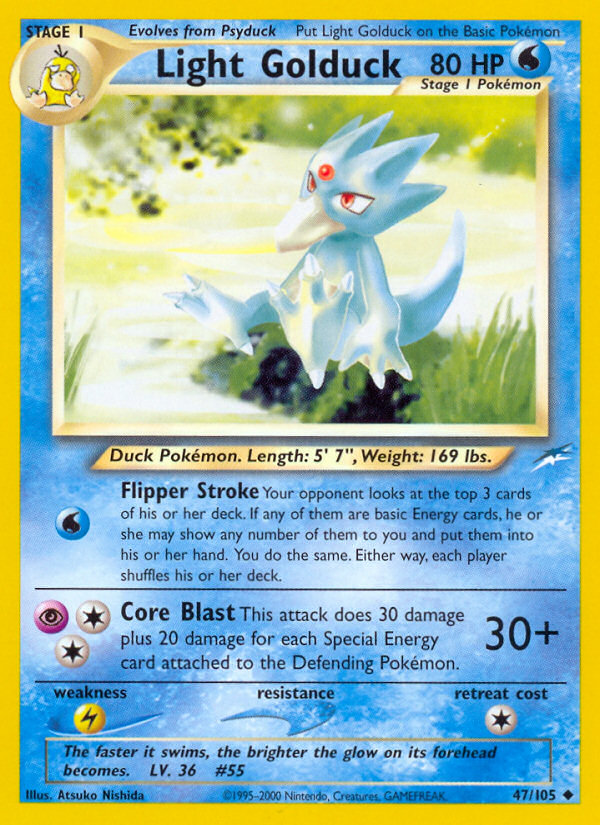 STAGE 1 Evolves from Psyduck Put Light Golduck on the Basic Pokémon
Light Golduck 80 HP
Stage 1 Pokémon
Duck Pokémon. Length: 5' 7", Weight: 169 lbs.
Flipper Stroke Your opponent looks at the top 3 cards
of his or her deck. If any of them are basic Energy cards, he or
she may show any number of them to you and put them into
his or her hand. You do the same. Either way, each player
shuffles his or her deck.
Core Blast This attack does 30 damage
plus 20 damage for each Special Energy
card attached to the Defending Pokémon.
30+
weakness resistance retreat cost
The faster it swims, the brighter the glow on its forehead
becomes. LV. 36 #55
Illus. Atsuko Nishida ©1995-2000 Nintendo, Creatures, GAMEFREAK. 47/105